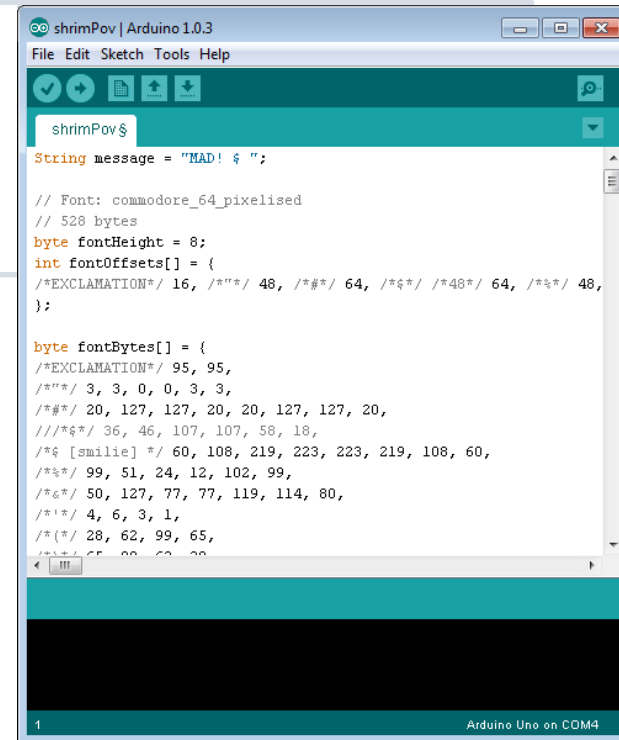 shrimPov | Arduino 1.0.3
File Edit Sketch Tools Help
shrimPov §
String message = "MAD! $ ";
// Font: commodore_64_pixelised
// 528 bytes
byte fontHeight = 8;
int fontOffsets[] = {
/*EXCLAMATION*/ 16, /*"*/ 48, /*#*/ 64, /*$*/ /*48*/ 64, /*%*/ 48,
};
byte fontBytes[] = {
/*EXCLAMATION*/ 95, 95,
/*"*/ 3, 3, 0, 0, 3, 3,
/*#*/ 20, 127, 127, 20, 20, 127, 127, 20,
///*$*/ 36, 46, 107, 107, 58, 18,
/*$ [smilie] */ 60, 108, 219, 223, 223, 219, 108, 60,
/*%*/ 99, 51, 24, 12, 102, 99,
/*&*/ 50, 127, 77, 77, 119, 114, 80,
/*'*/ 4, 6, 3, 1,
/*(*/ 28, 62, 99, 65,
1
Arduino Uno on COM4